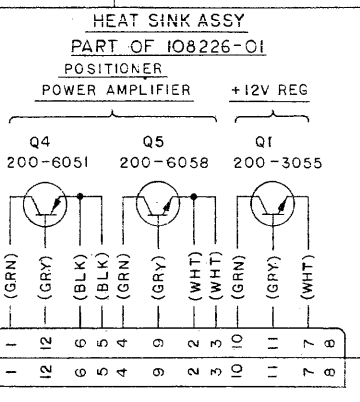 HEAT SINK ASSY
PART OF 108226-01
POSITIONER
POWER AMPLIFIER +12V REG
Q4 Q5 Q1
200-6051 200-6058 200-3055
(GRN) (GRY) (BLK) (BLK) (GRN) (GRY) (WHT) (WHT) (GRN) (GRY) (WHT)
1 12 6 5 4 9 2 3 10 11 7 8
1 12 6 5 4 9 2 3 10 11 7 8